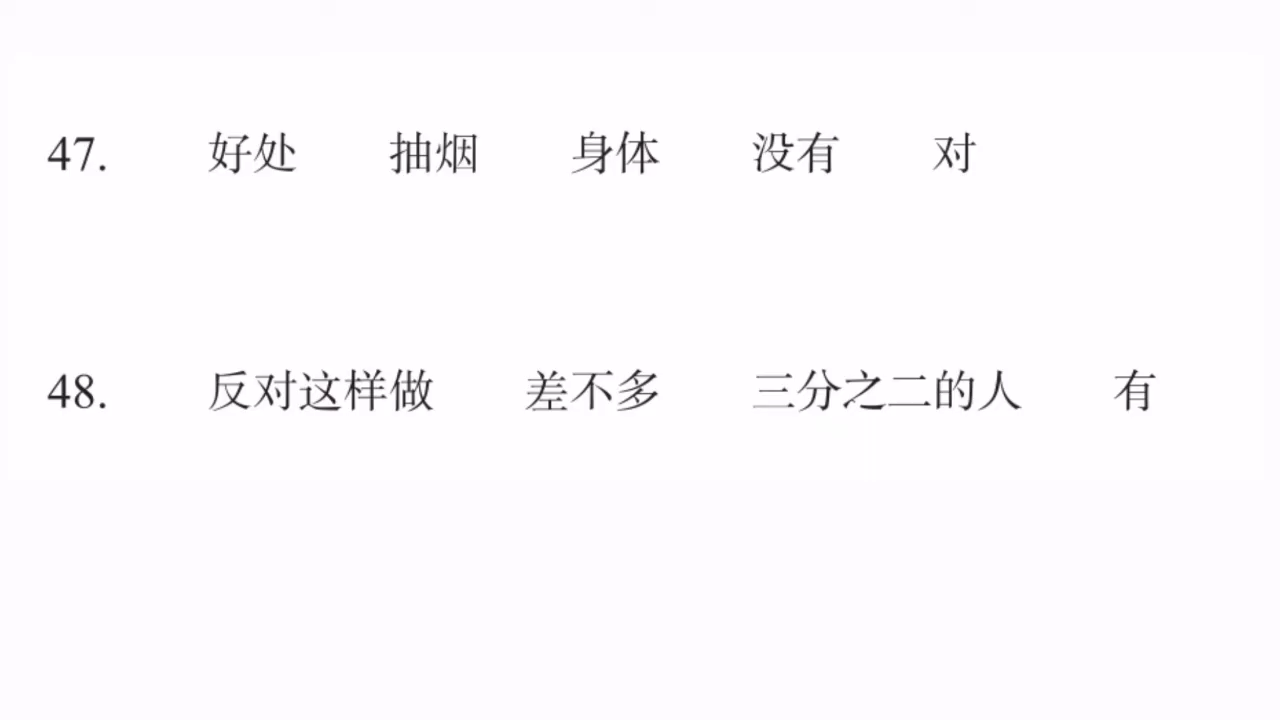 47. 好处 抽烟 身体 没有 对
48. 反对这样做 差不多 三分之二的人 有